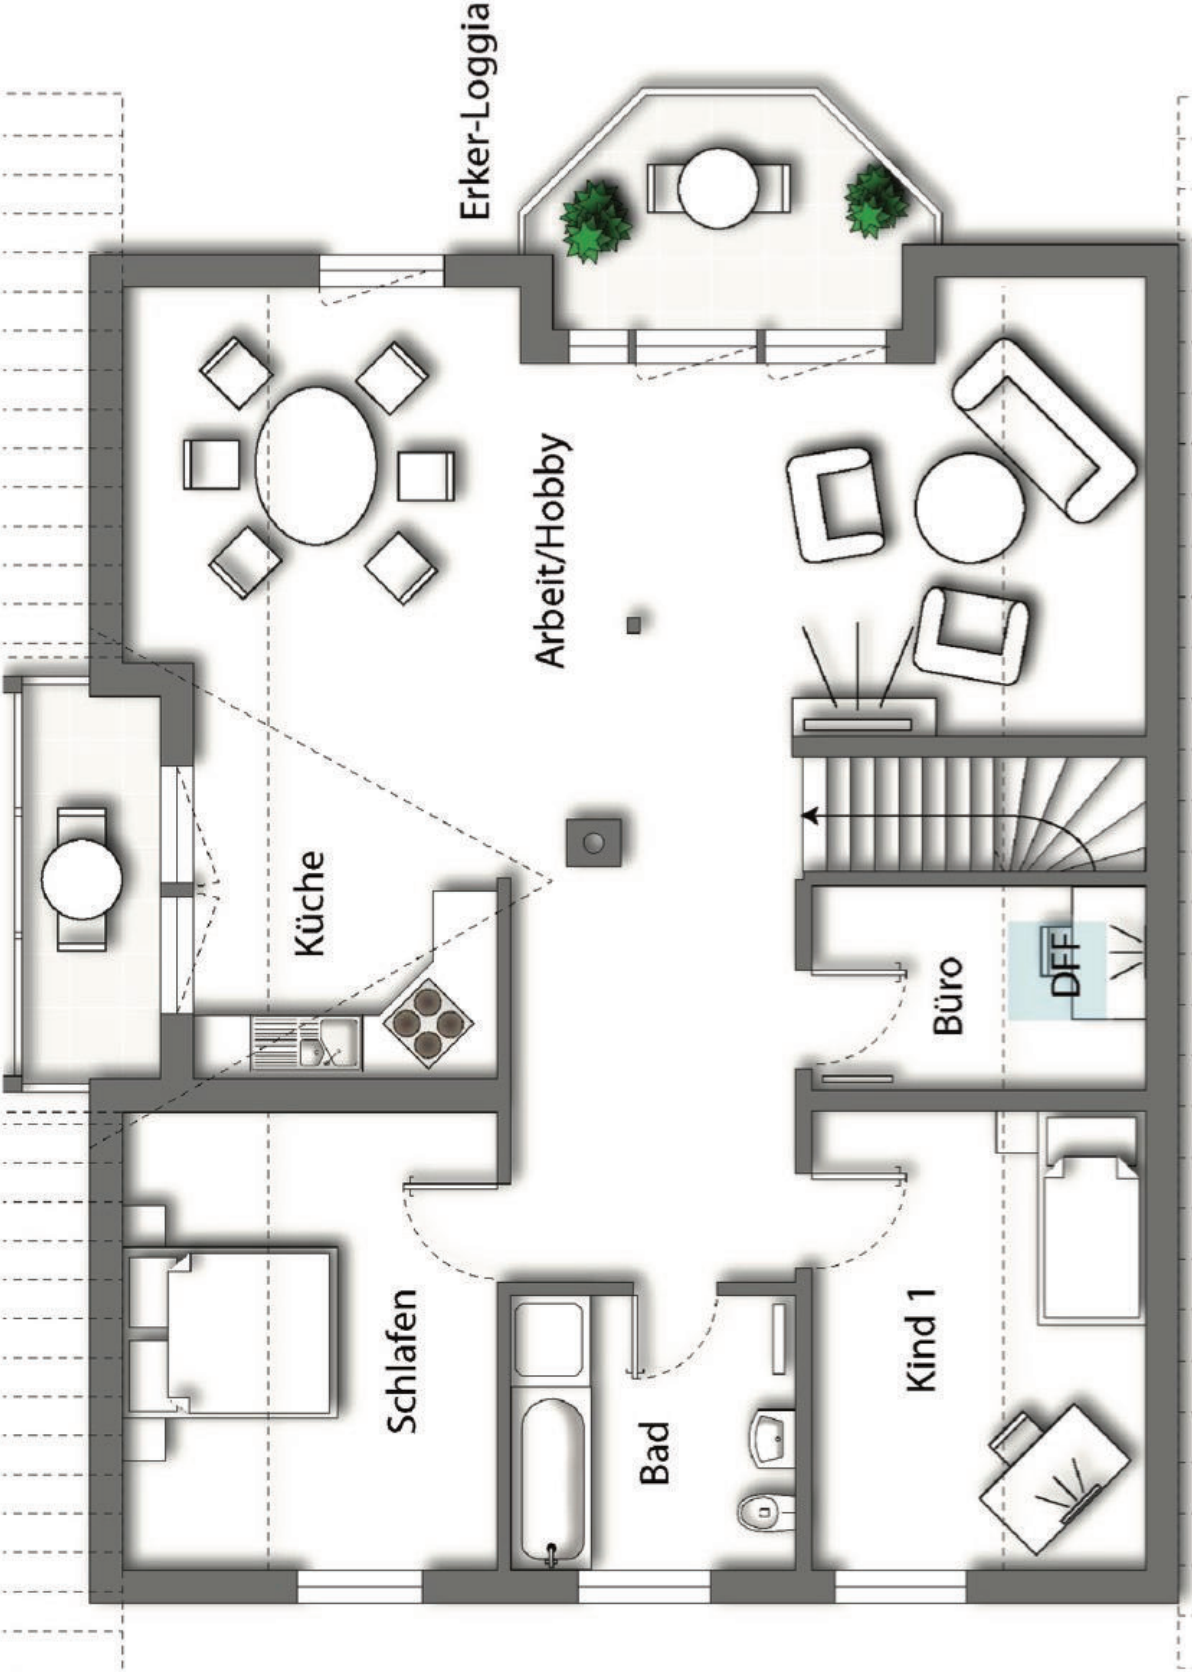 Erker-Loggia
Arbeit/Hobby
Küche
Büro
DFF
Schlafen
Bad
Kind 1